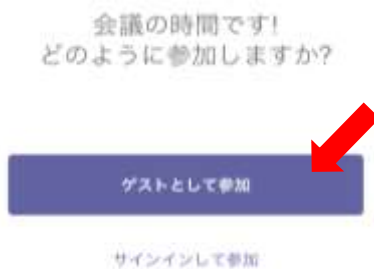 会議の時間です!
どのように参加しますか?
ゲストとして参加
サインインして参加